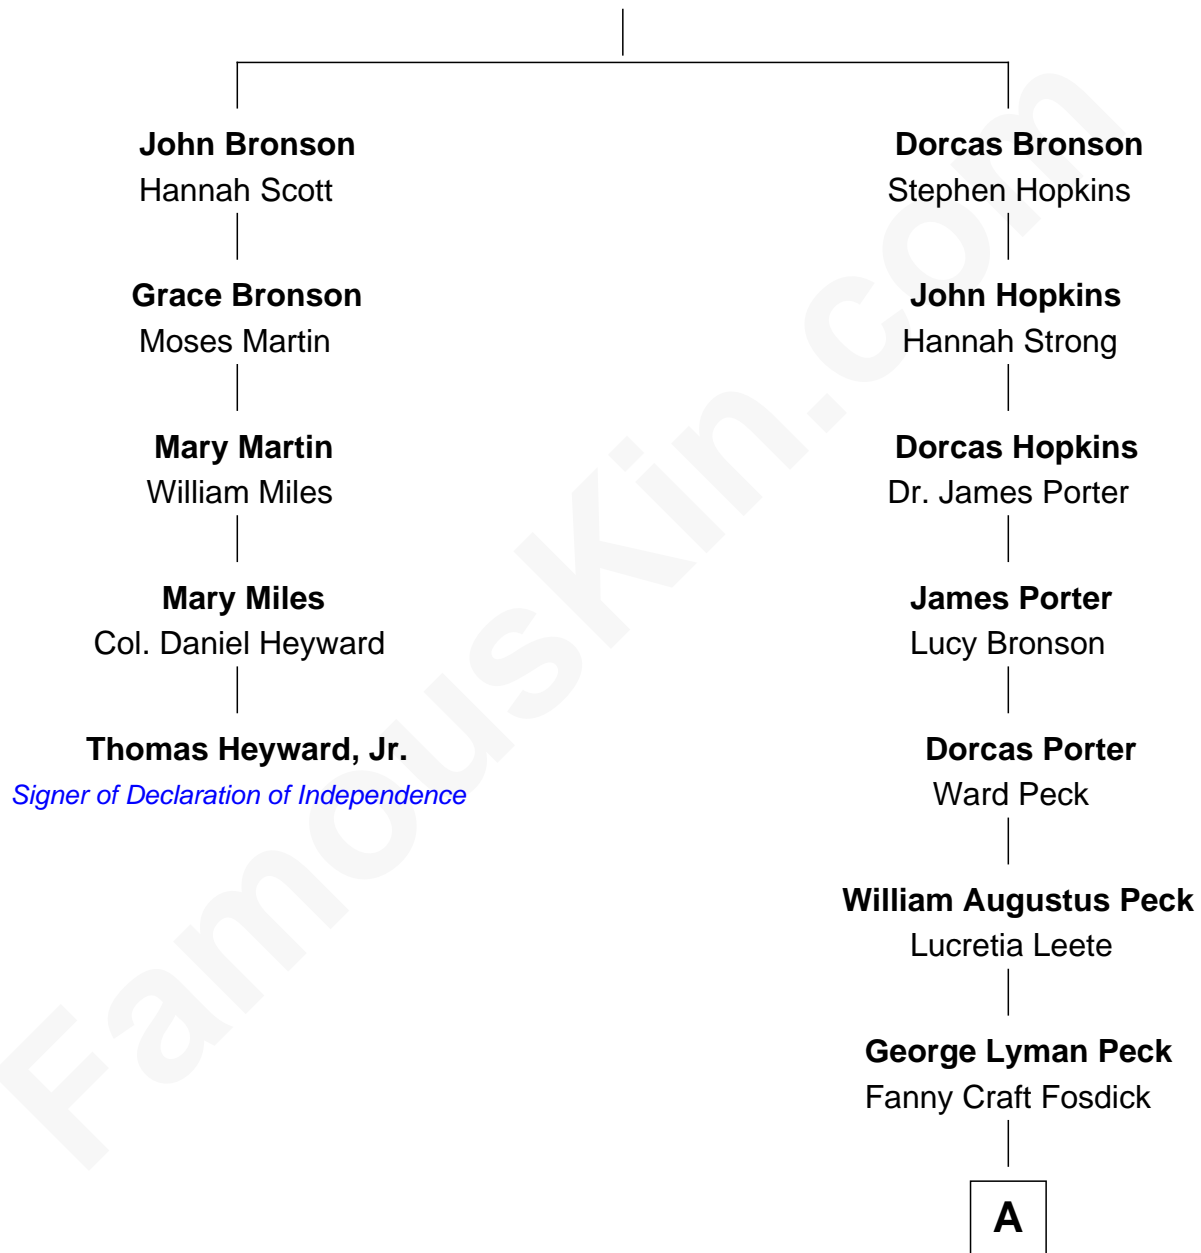 John Bronson
Hannah Scott
Grace Bronson
Moses Martin
Mary Martin
William Miles
Mary Miles
Col. Daniel Heyward
Thomas Heyward, Jr.
Signer of Declaration of Independence
Dorcas Bronson
Stephen Hopkins
John Hopkins
Hannah Strong
Dorcas Hopkins
Dr. James Porter
James Porter
Lucy Bronson
Dorcas Porter
Ward Peck
William Augustus Peck
Lucretia Leete
George Lyman Peck
Fanny Craft Fosdick
A
FamousKin.com